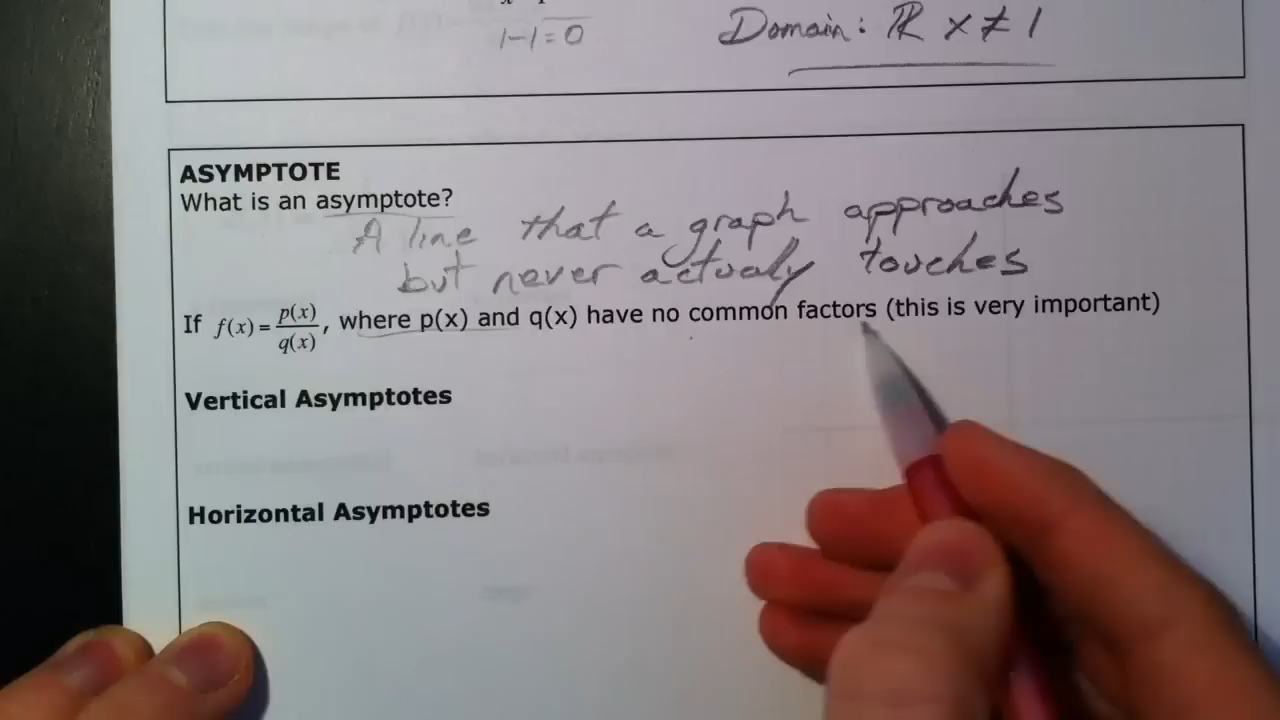 1-1=0
Domain: ℝ x≠1
ASYMPTOTE
What is an asymptote?
A line that a graph approaches
but never actualy touches
If f(x)=p(x)/q(x), where p(x) and q(x) have no common factors (this is very important)
Vertical Asymptotes
Horizontal Asymptotes